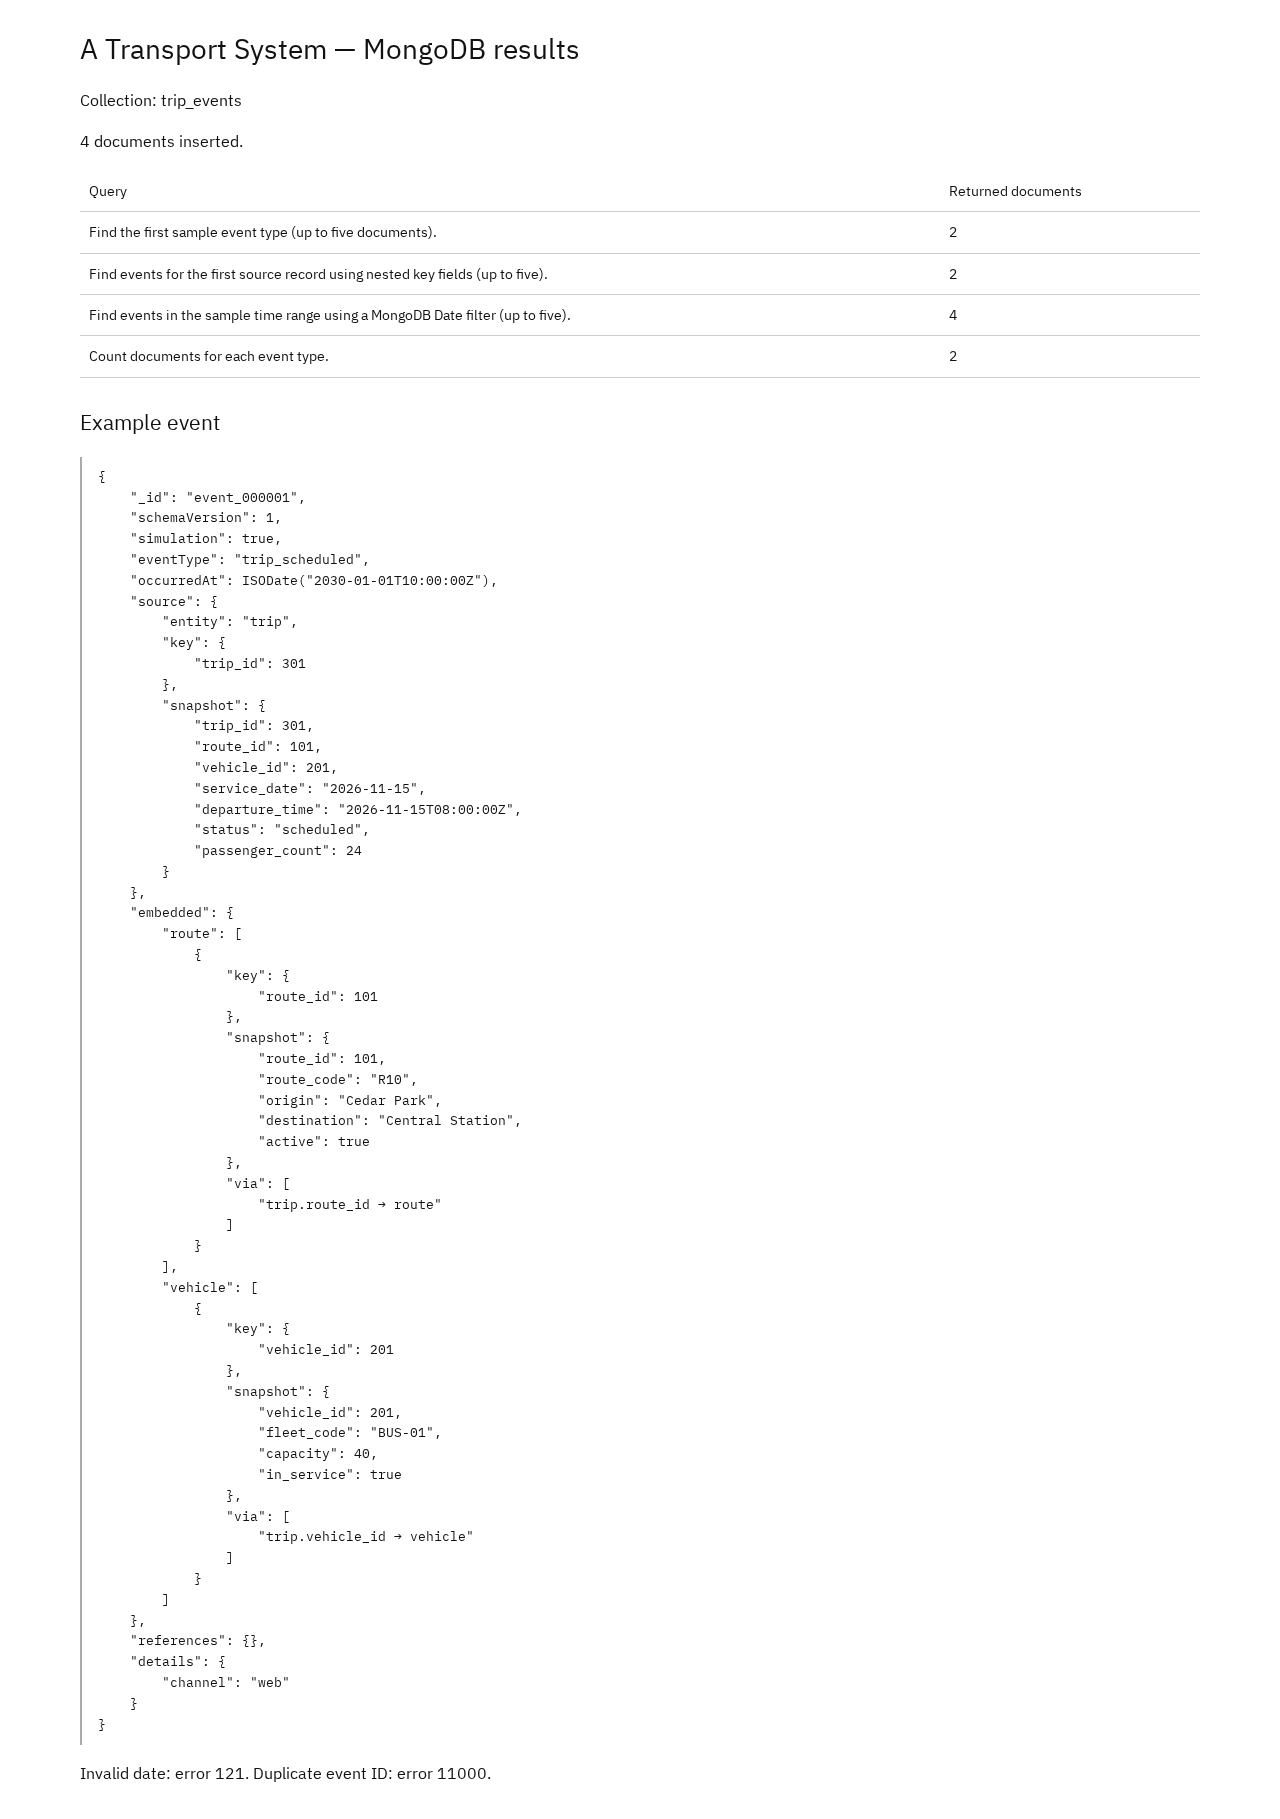 A Transport System — MongoDB results
Collection: trip_events
4 documents inserted.
Query Returned documents
Find the first sample event type (up to five documents). 2
Find events for the first source record using nested key fields (up to five). 2
Find events in the sample time range using a MongoDB Date filter (up to five). 4
Count documents for each event type. 2
Example event
{
    "_id": "event_000001",
    "schemaVersion": 1,
    "simulation": true,
    "eventType": "trip_scheduled",
    "occurredAt": ISODate("2030-01-01T10:00:00Z"),
    "source": {
        "entity": "trip",
        "key": {
            "trip_id": 301
        },
        "snapshot": {
            "trip_id": 301,
            "route_id": 101,
            "vehicle_id": 201,
            "service_date": "2026-11-15",
            "departure_time": "2026-11-15T08:00:00Z",
            "status": "scheduled",
            "passenger_count": 24
        }
    },
    "embedded": {
        "route": [
            {
                "key": {
                    "route_id": 101
                },
                "snapshot": {
                    "route_id": 101,
                    "route_code": "R10",
                    "origin": "Cedar Park",
                    "destination": "Central Station",
                    "active": true
                },
                "via": [
                    "trip.route_id → route"
                ]
            }
        ],
        "vehicle": [
            {
                "key": {
                    "vehicle_id": 201
                },
                "snapshot": {
                    "vehicle_id": 201,
                    "fleet_code": "BUS-01",
                    "capacity": 40,
                    "in_service": true
                },
                "via": [
                    "trip.vehicle_id → vehicle"
                ]
            }
        ]
    },
    "references": {},
    "details": {
        "channel": "web"
    }
}
Invalid date: error 121. Duplicate event ID: error 11000.